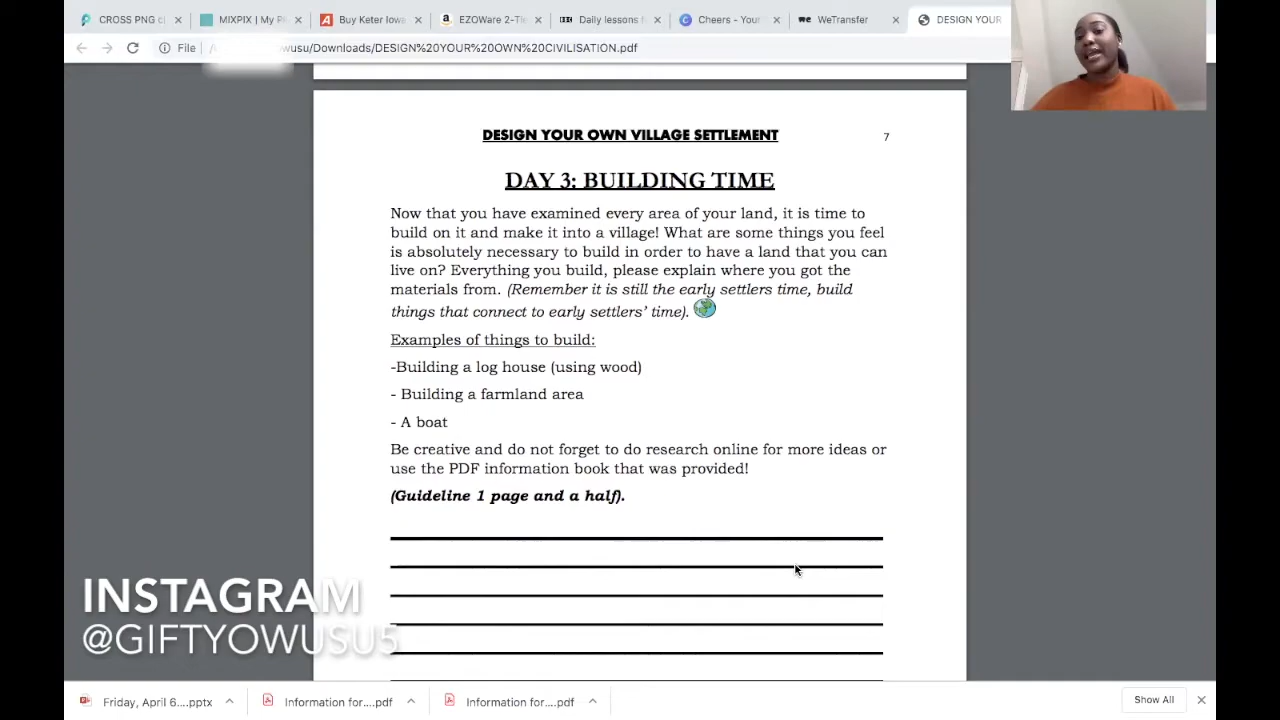 CROSS PNG c
MIXPIX | My Pi
Buy Keter Iowa
EZOWare 2-Tie
Daily lessons f
Cheers - Your
WeTransfer
DESIGN YOUR
File
owusu/Downloads/DESIGN%20YOUR%20OWN%20CIVILISATION.pdf
DESIGN YOUR OWN VILLAGE SETTLEMENT
7
DAY 3: BUILDING TIME
Now that you have examined every area of your land, it is time to
build on it and make it into a village! What are some things you feel
is absolutely necessary to build in order to have a land that you can
live on? Everything you build, please explain where you got the
materials from. (Remember it is still the early settlers time, build
things that connect to early settlers' time).
Examples of things to build:
-Building a log house (using wood)
- Building a farmland area
- A boat
Be creative and do not forget to do research online for more ideas or
use the PDF information book that was provided!
(Guideline 1 page and a half).
INSTAGRAM
@GIFTYOWUSU5
Friday, April 6....pptx
Information for....pdf
Information for....pdf
Show All